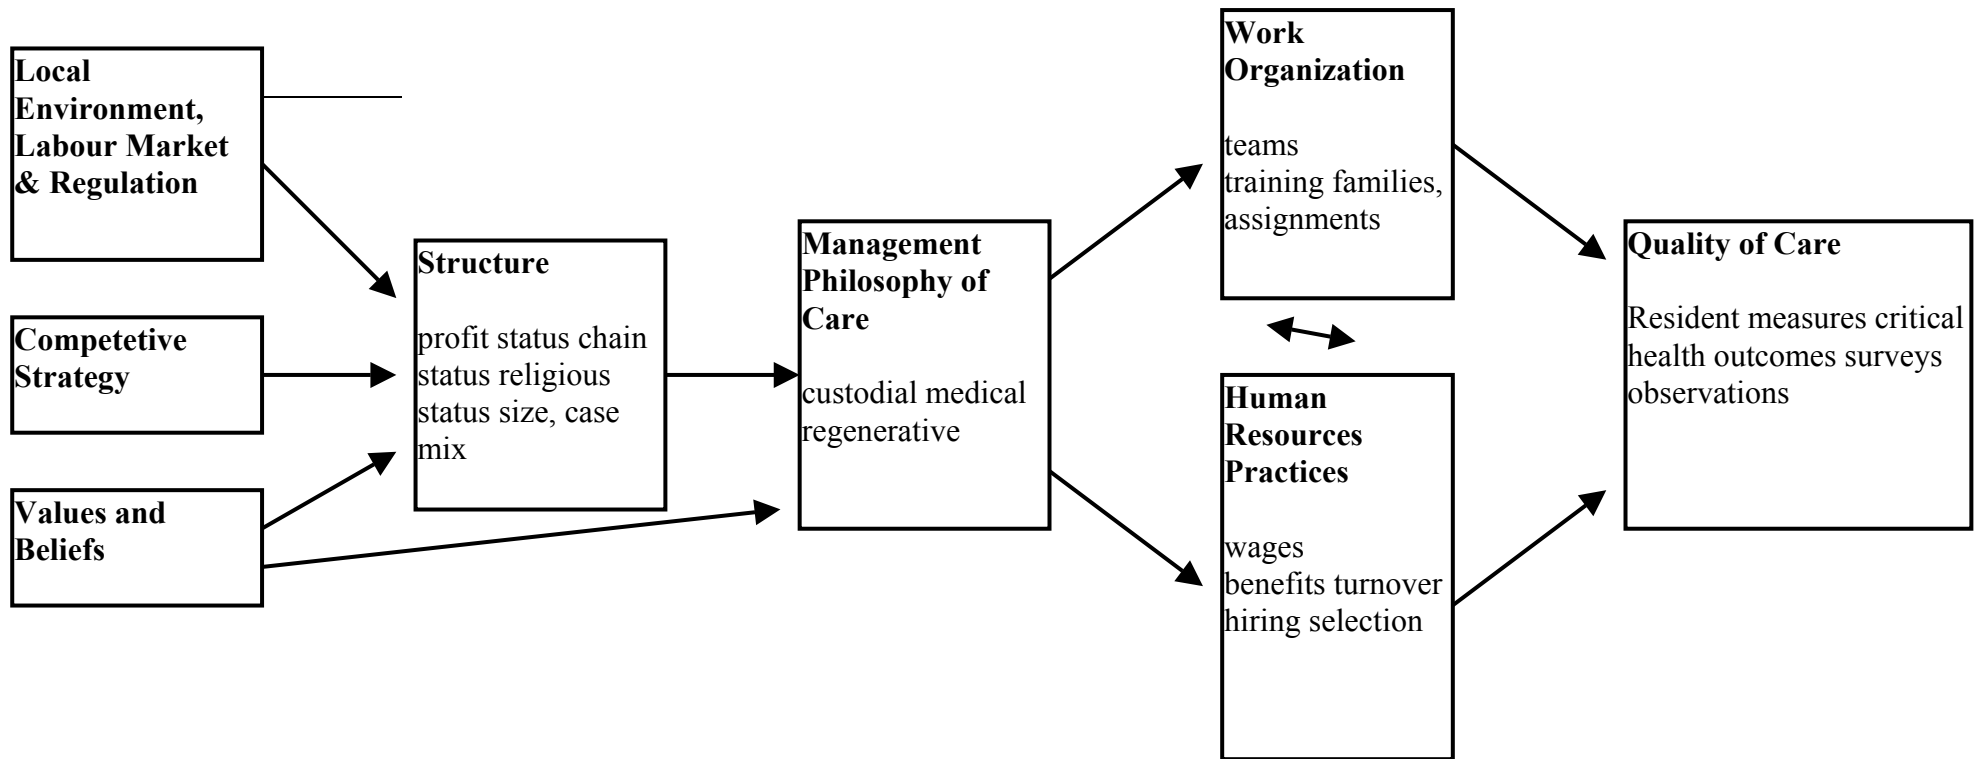 Local
Environment,
Labour Market
& Regulation
Competetive
Strategy
Values and
Beliefs
Structure
profit status chain
status religious
status size, case
mix
Management
Philosophy of
Care
custodial medical
regenerative
Work
Organization
teams
training families,
assignments
Human
Resources
Practices
wages
benefits turnover
hiring selection
Quality of Care
Resident measures critical
health outcomes surveys
observations